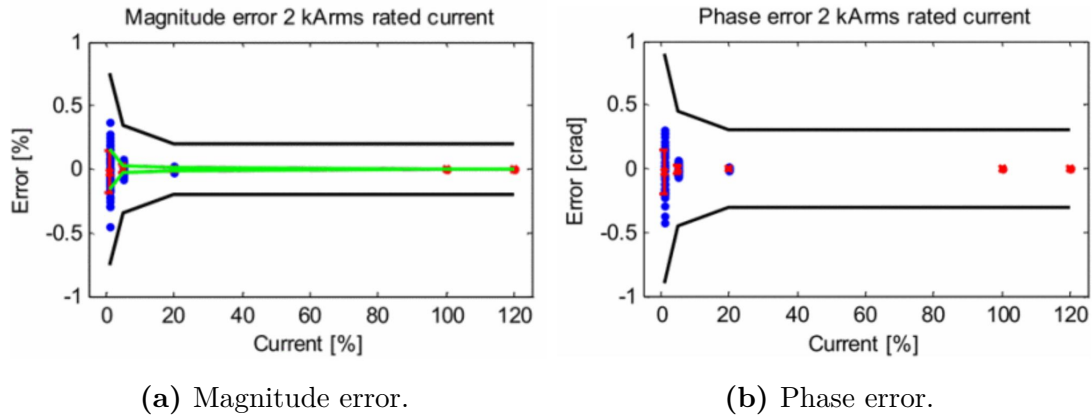 Magnitude error 2 kArms rated current
1
0.5
0
-0.5
-1
Error [%]
0 20 40 60 80 100 120
Current [%]
(a) Magnitude error.
Phase error 2 kArms rated current
1
0.5
0
-0.5
-1
Error [crad]
0 20 40 60 80 100 120
Current [%]
(b) Phase error.